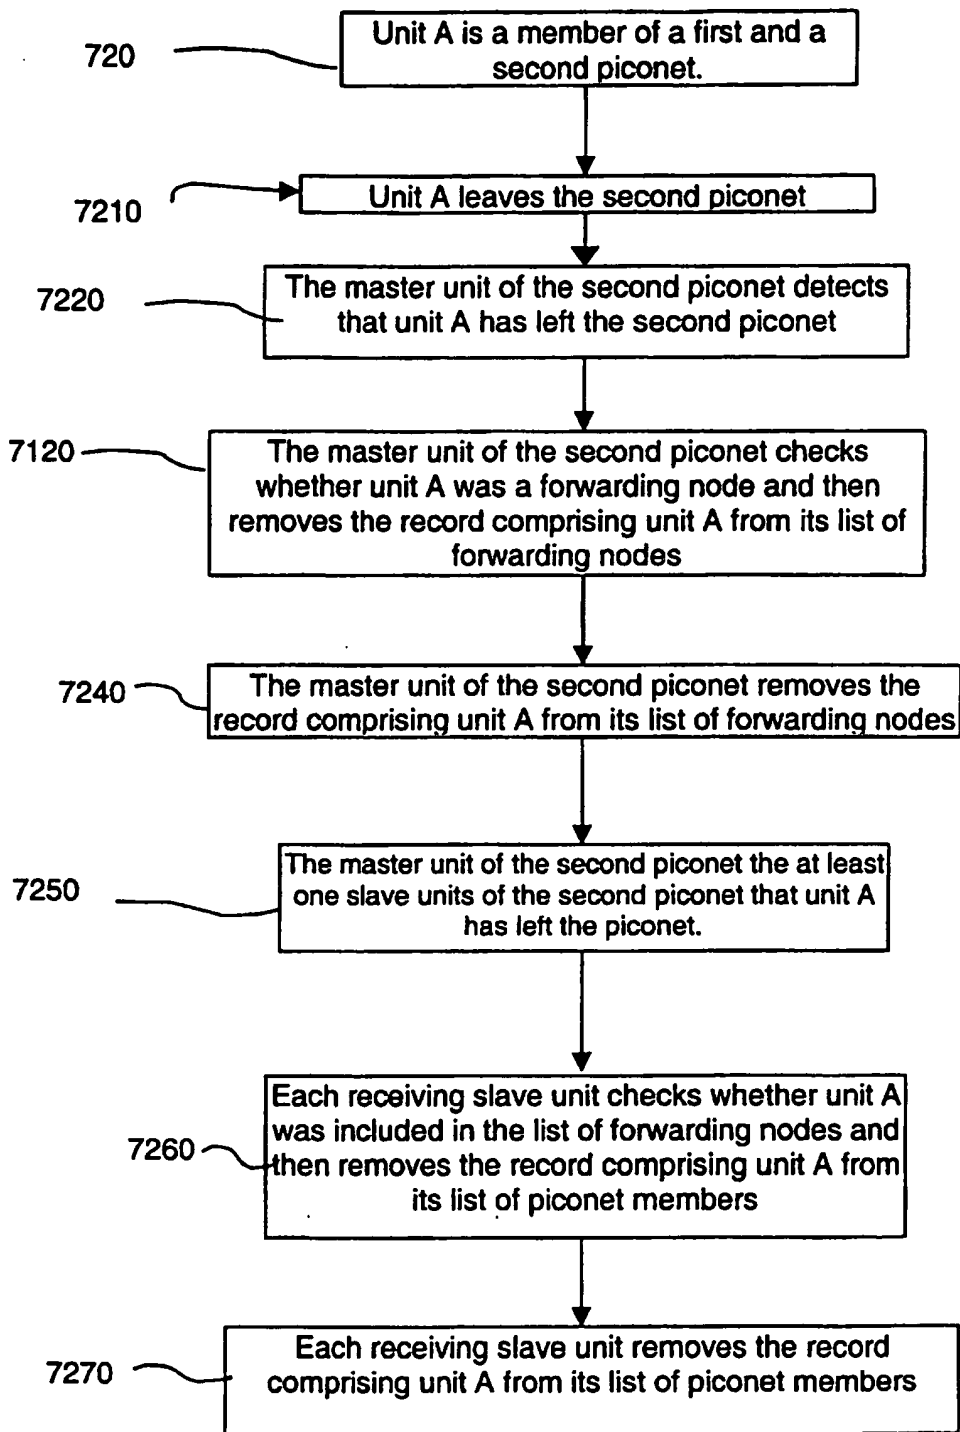 720
Unit A is a member of a first and a
second piconet.
7210
Unit A leaves the second piconet
7220
The master unit of the second piconet detects
that unit A has left the second piconet
7120
The master unit of the second piconet checks
whether unit A was a forwarding node and then
removes the record comprising unit A from its list of
forwarding nodes
7240
The master unit of the second piconet removes the
record comprising unit A from its list of forwarding nodes
7250
The master unit of the second piconet the at least
one slave units of the second piconet that unit A
has left the piconet.
7260
Each receiving slave unit checks whether unit A
was included in the list of forwarding nodes and
then removes the record comprising unit A from
its list of piconet members
7270
Each receiving slave unit removes the record
comprising unit A from its list of piconet members